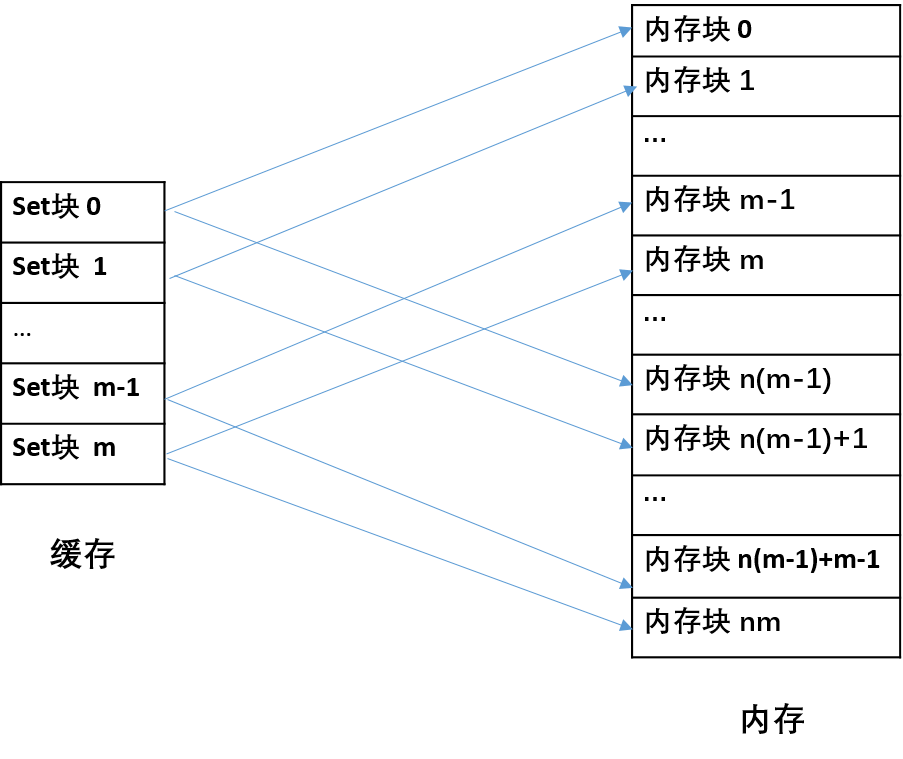 Set块 0
Set块 1
...
Set块 m-1
Set块 m
缓存
内存块 0
内存块 1
...
内存块 m-1
内存块 m
...
内存块 n(m-1)
内存块 n(m-1)+1
...
内存块 n(m-1)+m-1
内存块 nm
内存